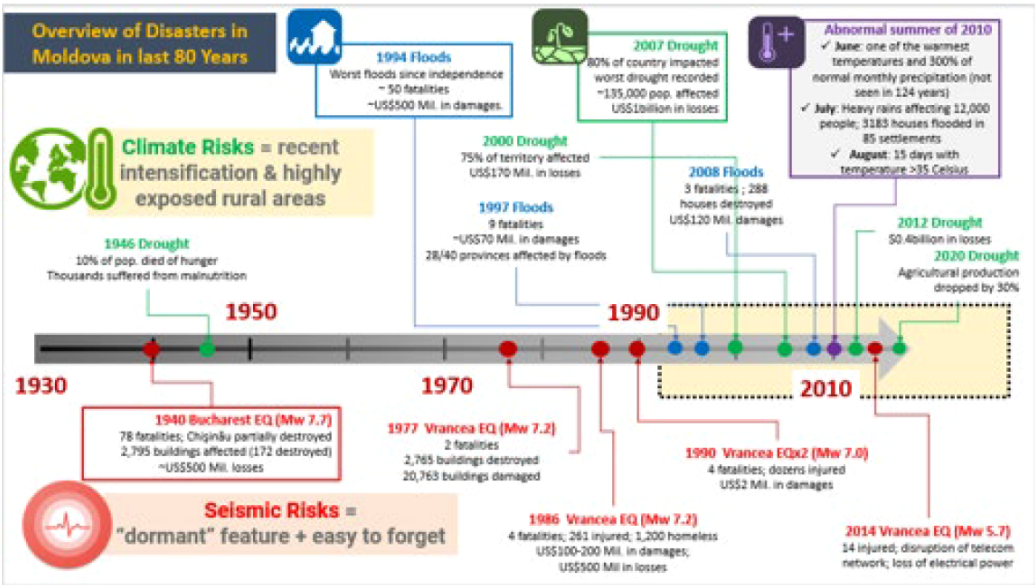 Overview of Disasters in
Moldova in last 80 Years
1994 Floods
Worst floods since independence
~ 50 fatalities
~US$500 Mil. in damages.
2007 Drought
80% of country impacted
worst drought recorded
~135,000 pop. affected
US$1billion in losses
Abnormal summer of 2010
✓ June: one of the warmest
temperatures and 300% of
normal monthly precipitation (not
seen in 124 years)
✓ July: Heavy rains affecting 12,000
people; 3183 houses flooded in
85 settlements
✓ August: 15 days with
temperature >35 Celsius
Climate Risks = recent
intensification & highly
exposed rural areas
2000 Drought
75% of territory affected
US$170 Mil. in losses
2008 Floods
3 fatalities ; 288
houses destroyed
US$120 Mil. damages
1997 Floods
9 fatalities
~US$70 Mil. in damages
28/40 provinces affected by floods
2012 Drought
$0.4billion in losses
2020 Drought
Agricultural production
dropped by 30%
1946 Drought
10% of pop. died of hunger
Thousands suffered from malnutrition
1950
1990
1930
1970
2010
1940 Bucharest EQ (Mw 7.7)
78 fatalities; Chişinău partially destroyed
2,795 buildings affected (172 destroyed)
~US$500 Mil. losses
1977 Vrancea EQ (Mw 7.2)
2 fatalities
2,765 buildings destroyed
20,763 buildings damaged
1990 Vrancea EQx2 (Mw 7.0)
4 fatalities; dozens injured
US$2 Mil. in damages
Seismic Risks =
"dormant" feature + easy to forget
1986 Vrancea EQ (Mw 7.2)
4 fatalities; 261 injured; 1,200 homeless
US$100-200 Mil. in damages;
US$500 Mil in losses
2014 Vrancea EQ (Mw 5.7)
14 injured; disruption of telecom
network; loss of electrical power